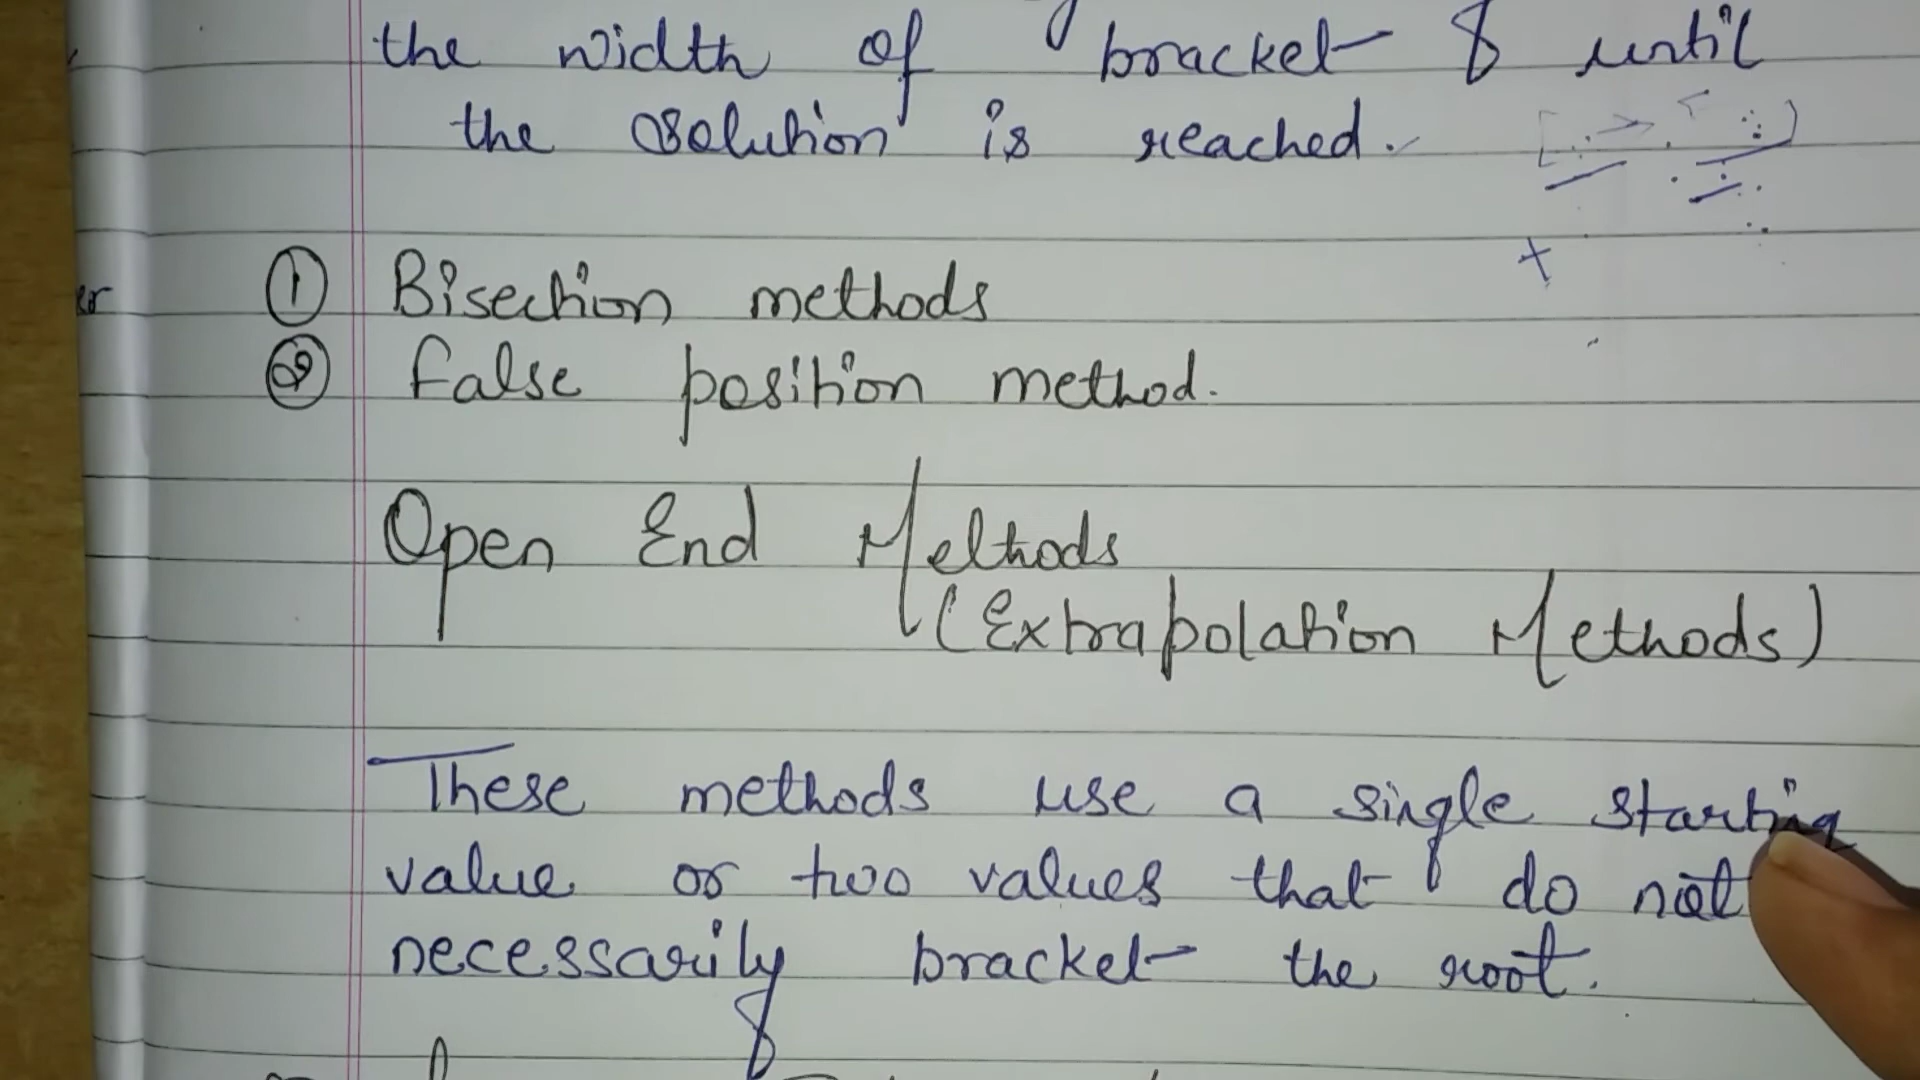 the width of bracket & until
the solution is reached.
er
① Bisection methods
② False position method.
Open End Methods
(Extrapolation Methods)
These methods use a single starting
value or two values that do not
necessarily bracket the root.